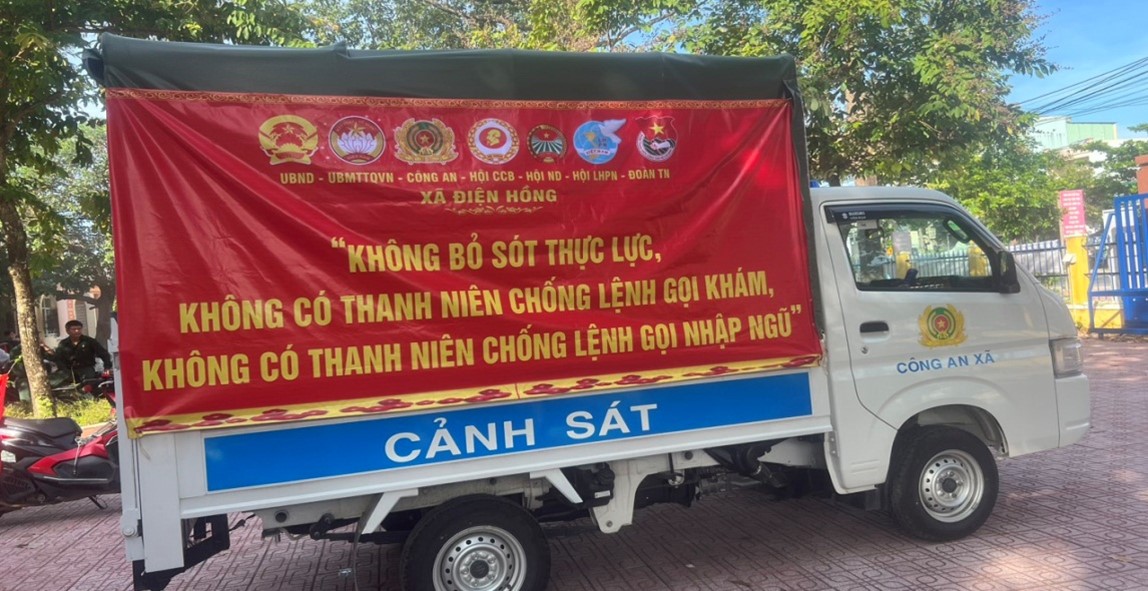 UBND - UBMTTQVN - CÔNG AN - HỘI CCB - HỘI ND - HỘI LHPN - ĐOÀN TN
XÃ ĐIỆN HỒNG
“KHÔNG BỎ SÓT THỰC LỰC,
KHÔNG CÓ THANH NIÊN CHỐNG LỆNH GỌI KHÁM,
KHÔNG CÓ THANH NIÊN CHỐNG LỆNH GỌI NHẬP NGŨ”
CÔNG AN XÃ
CẢNH SÁT